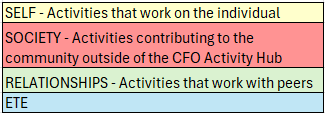 SELF - Activities that work on the individual
SOCIETY - Activities contributing to the
community outside of the CFO Activity Hub
RELATIONSHIPS - Activities that work with peers
ETE